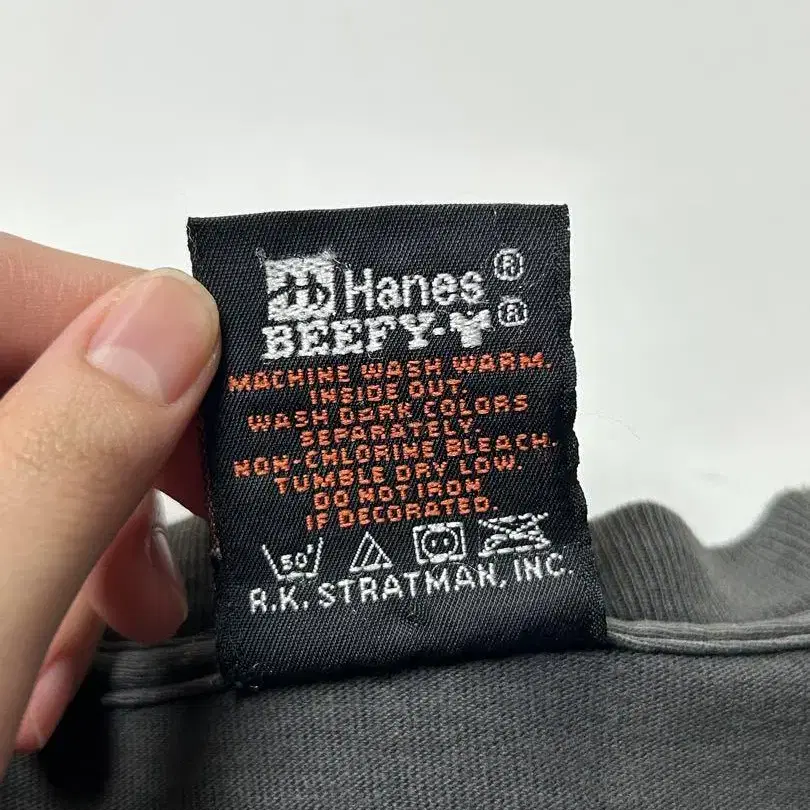 Hanes®
BEEFY-T®
MACHINE WASH WARM.
INSIDE OUT.
WASH DARK COLORS
SEPARATELY.
NON-CHLORINE BLEACH.
TUMBLE DRY LOW.
DO NOT IRON
IF DECORATED.
50
R.K. STRATMAN, INC.